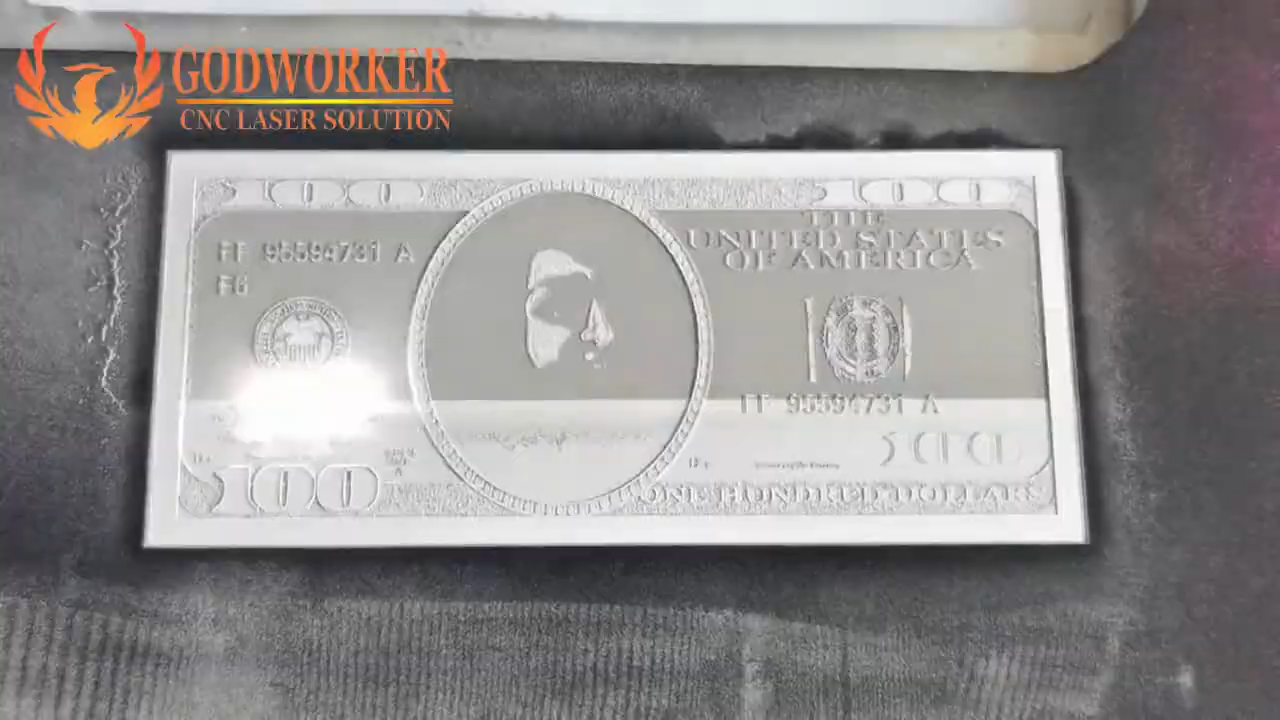 GODWORKER
CNC LASER SOLUTION
100
100
THE
UNITED STATES
OF AMERICA
FF 95594731 A
F6
FF 95594731 A
100
100
ONE HUNDRED DOLLARS